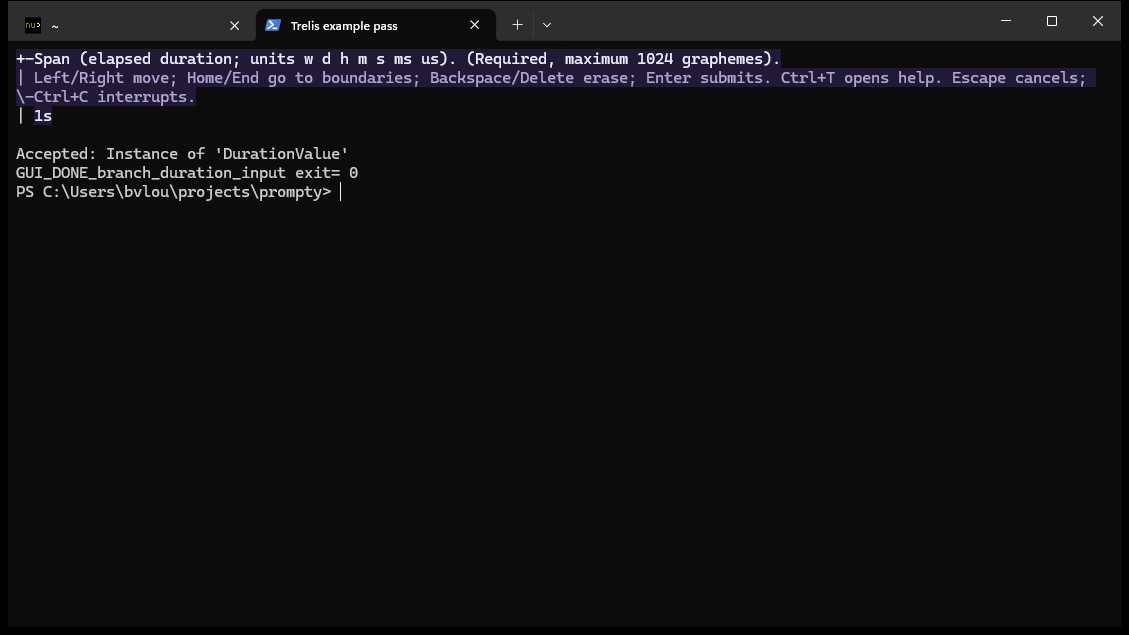 nu> ~
Trelis example pass
+-Span (elapsed duration; units w d h m s ms us). (Required, maximum 1024 graphemes).
| Left/Right move; Home/End go to boundaries; Backspace/Delete erase; Enter submits. Ctrl+T opens help. Escape cancels;
\-Ctrl+C interrupts.
| 1s
Accepted: Instance of 'DurationValue'
GUI_DONE_branch_duration_input exit= 0
PS C:\Users\bvlou\projects\prompty>